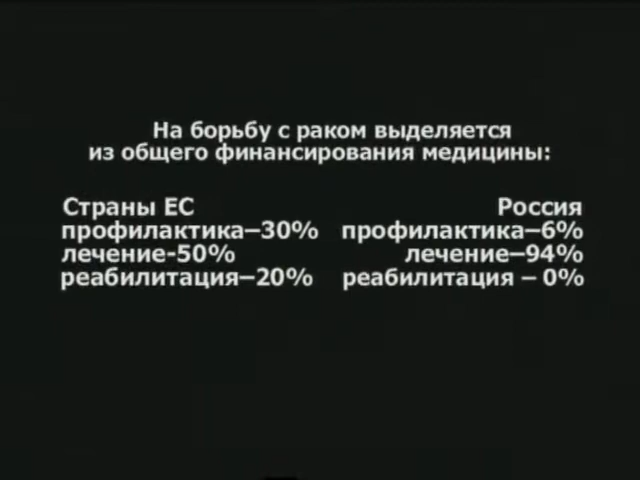 На борьбу с раком выделяется
из общего финансирования медицины:
Страны ЕС
профилактика–30%
лечение-50%
реабилитация–20%
Россия
профилактика–6%
лечение–94%
реабилитация – 0%